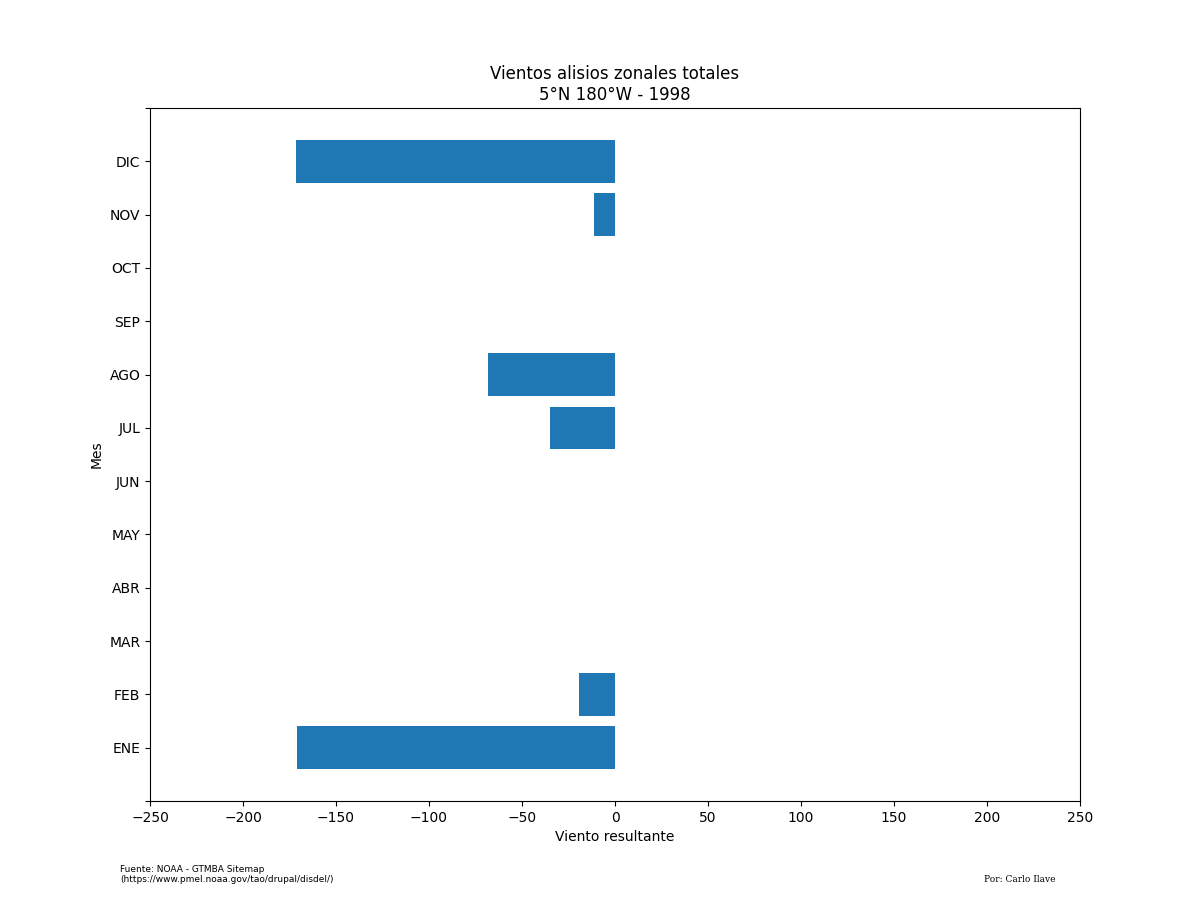 Vientos alisios zonales totales
5°N 180°W - 1998
DIC
NOV
OCT
SEP
AGO
JUL
JUN
MAY
ABR
MAR
FEB
ENE
Mes
−250 −200 −150 −100 −50 0 50 100 150 200 250
Viento resultante
Fuente: NOAA - GTMBA Sitemap
(https://www.pmel.noaa.gov/tao/drupal/disdel/)
Por: Carlo Ilave